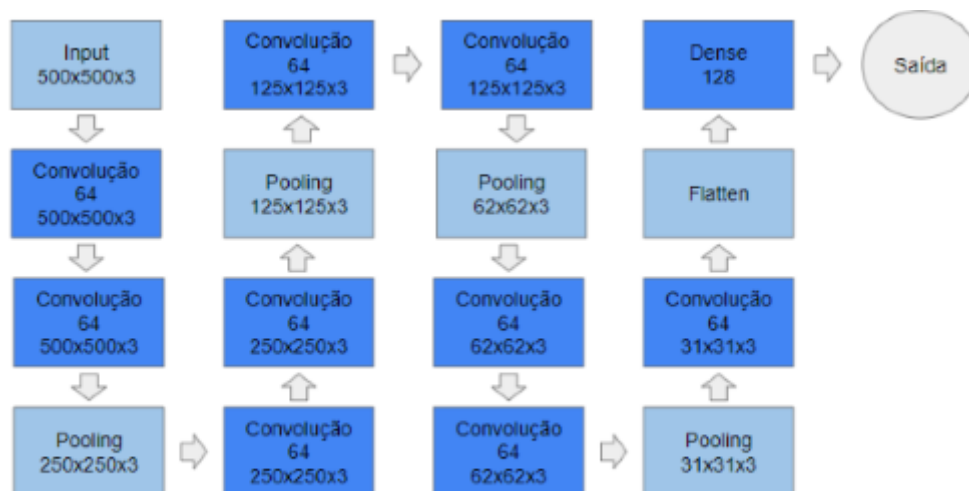 Input
500x500x3
Convolução
64
500x500x3
Convolução
64
500x500x3
Pooling
250x250x3
Convolução
64
250x250x3
Convolução
64
250x250x3
Pooling
125x125x3
Convolução
64
125x125x3
Convolução
64
125x125x3
Pooling
62x62x3
Convolução
64
62x62x3
Convolução
64
62x62x3
Pooling
31x31x3
Convolução
64
31x31x3
Flatten
Dense
128
Saída